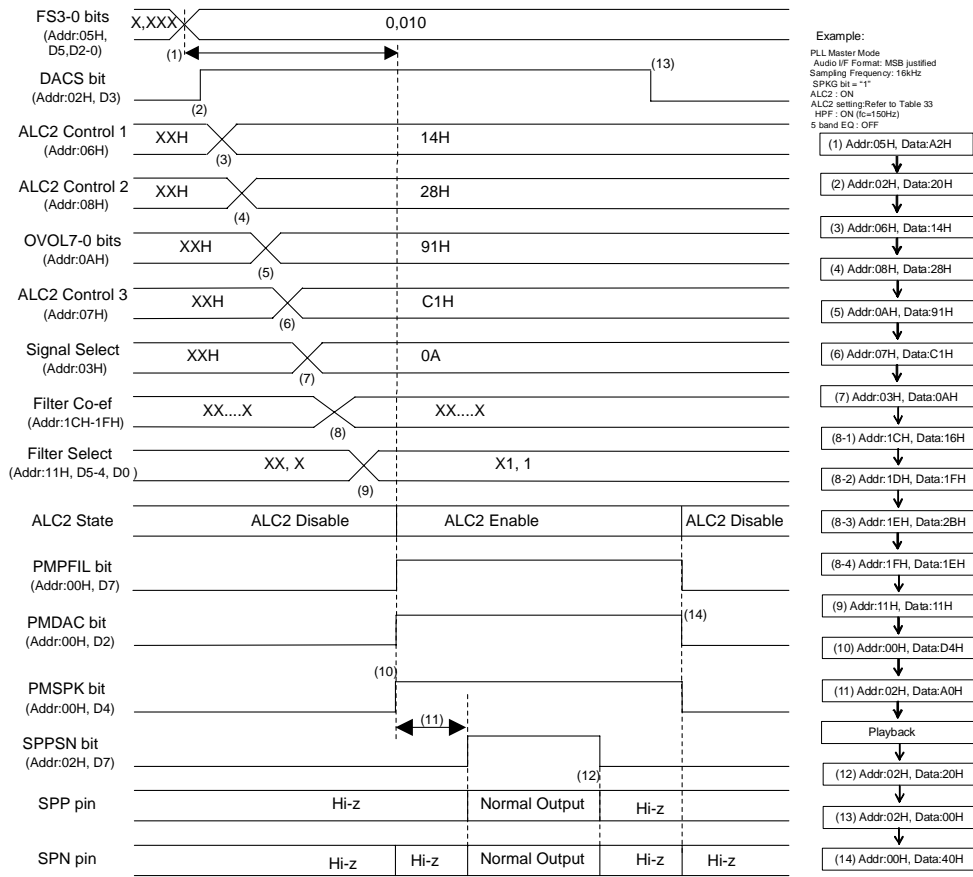 FS3-0 bits
(Addr:05H,
D5,D2-0)
X,XXX
0,010
(1)
DACS bit
(Addr:02H, D3)
(2)
(13)
ALC2 Control 1
(Addr:06H)
XXH
14H
(3)
ALC2 Control 2
(Addr:08H)
XXH
28H
(4)
OVOL7-0 bits
(Addr:0AH)
XXH
91H
(5)
ALC2 Control 3
(Addr:07H)
XXH
C1H
(6)
Signal Select
(Addr:03H)
XXH
0A
(7)
Filter Co-ef
(Addr:1CH-1FH)
XX....X
XX....X
(8)
Filter Select
(Addr:11H, D5-4, D0 )
XX, X
X1, 1
(9)
ALC2 State
ALC2 Disable
ALC2 Enable
ALC2 Disable
PMPFIL bit
(Addr:00H, D7)
PMDAC bit
(Addr:00H, D2)
(14)
(10)
PMSPK bit
(Addr:00H, D4)
(11)
SPPSN bit
(Addr:02H, D7)
(12)
SPP pin
Hi-z
Normal Output
Hi-z
SPN pin
Hi-z
Hi-z
Normal Output
Hi-z
Hi-z
Example:
PLL Master Mode
Audio I/F Format: MSB justified
Sampling Frequency: 16kHz
SPKG bit = “1”
ALC2 : ON
ALC2 setting:Refer to Table 33
HPF : ON (fc=150Hz)
5 band EQ : OFF
(1) Addr:05H, Data:A2H
(2) Addr:02H, Data:20H
(3) Addr:06H, Data:14H
(4) Addr:08H, Data:28H
(5) Addr:0AH, Data:91H
(6) Addr:07H, Data:C1H
(7) Addr:03H, Data:0AH
(8-1) Addr:1CH, Data:16H
(8-2) Addr:1DH, Data:1FH
(8-3) Addr:1EH, Data:2BH
(8-4) Addr:1FH, Data:1EH
(9) Addr:11H, Data:11H
(10) Addr:00H, Data:D4H
(11) Addr:02H, Data:A0H
Playback
(12) Addr:02H, Data:20H
(13) Addr:02H, Data:00H
(14) Addr:00H, Data:40H